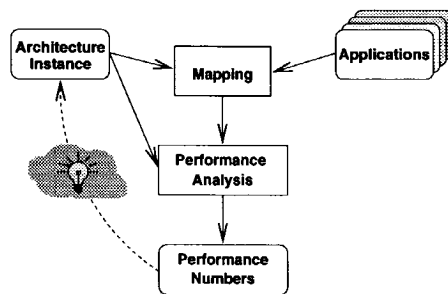 Architecture
Instance
Mapping
Applications
Performance
Analysis
Performance
Numbers